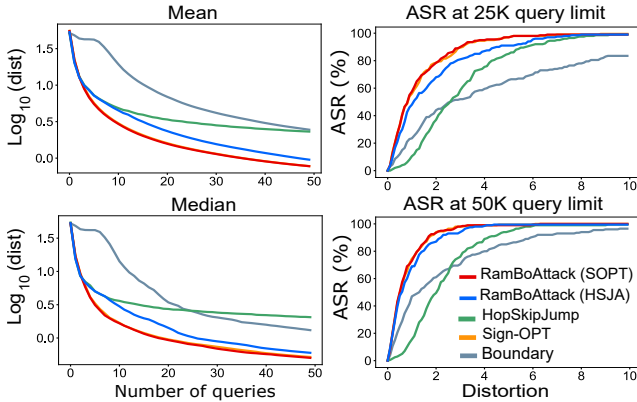 Mean
Log10 (dist)
1.5
1.0
0.5
0.0
0 10 20 30 40 50
ASR at 25K query limit
ASR (%)
100
80
60
40
20
0
0 2 4 6 8 10
Median
Log10 (dist)
1.5
1.0
0.5
0.0
0 10 20 30 40 50
Number of queries
ASR at 50K query limit
ASR (%)
100
80
60
40
20
0
RamBoAttack (SOPT)
RamBoAttack (HSJA)
HopSkipJump
Sign-OPT
Boundary
0 2 4 6 8 10
Distortion